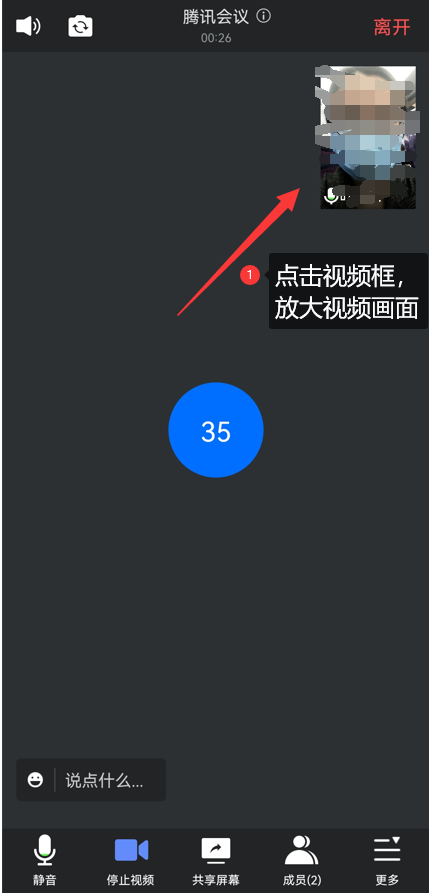 腾讯会议
00:26
离开
1
点击视频框，
放大视频画面
35
说点什么...
静音
停止视频
共享屏幕
成员(2)
更多